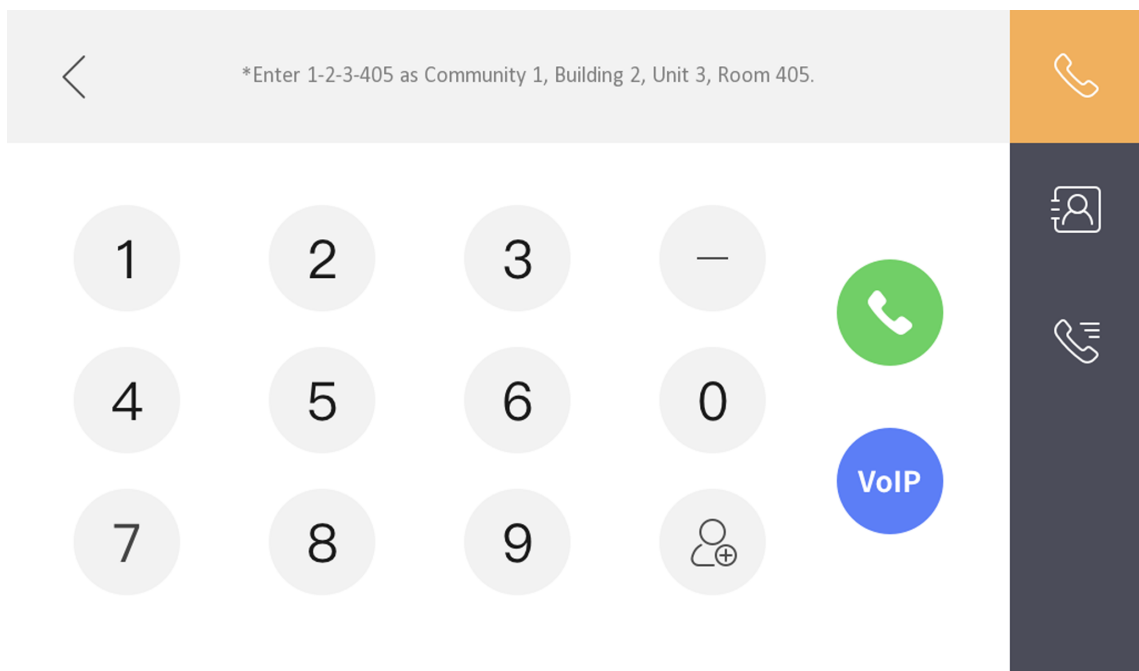 *Enter 1-2-3-405 as Community 1, Building 2, Unit 3, Room 405.
1 2 3 —
4 5 6 0
7 8 9
VoIP